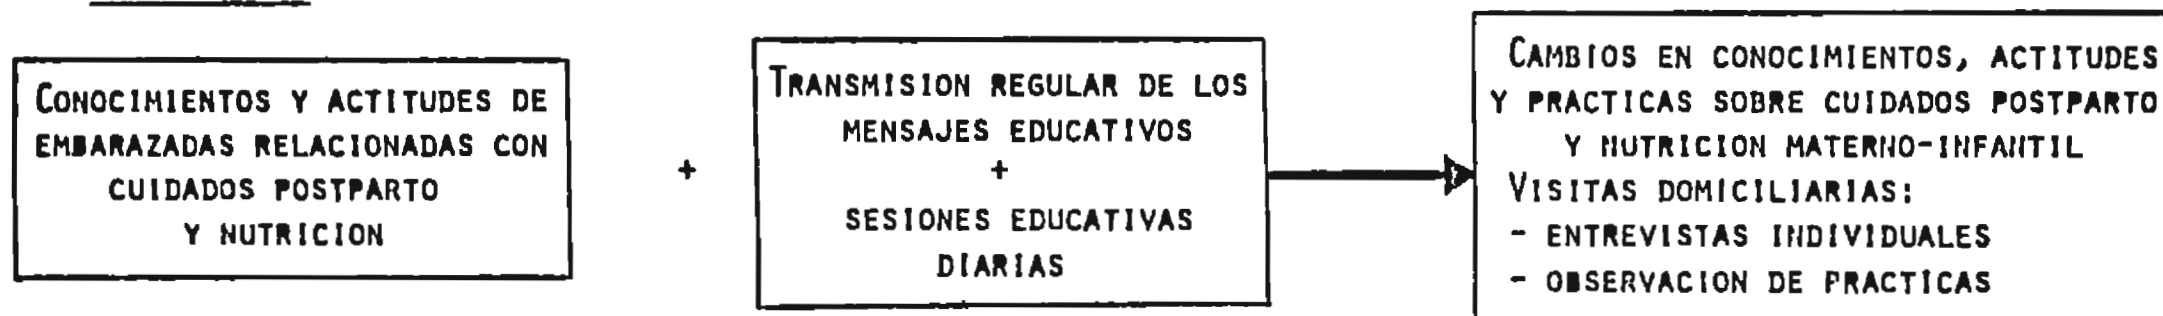 CONOCIMIENTOS Y ACTITUDES DE
EMBARAZADAS RELACIONADAS CON
CUIDADOS POSTPARTO
Y NUTRICION
+
TRANSMISION REGULAR DE LOS
MENSAJES EDUCATIVOS
+
SESIONES EDUCATIVAS
DIARIAS
CAMBIOS EN CONOCIMIENTOS, ACTITUDES
Y PRACTICAS SOBRE CUIDADOS POSTPARTO
Y NUTRICION MATERNO-INFANTIL
VISITAS DOMICILIARIAS:
- ENTREVISTAS INDIVIDUALES
- OBSERVACION DE PRACTICAS